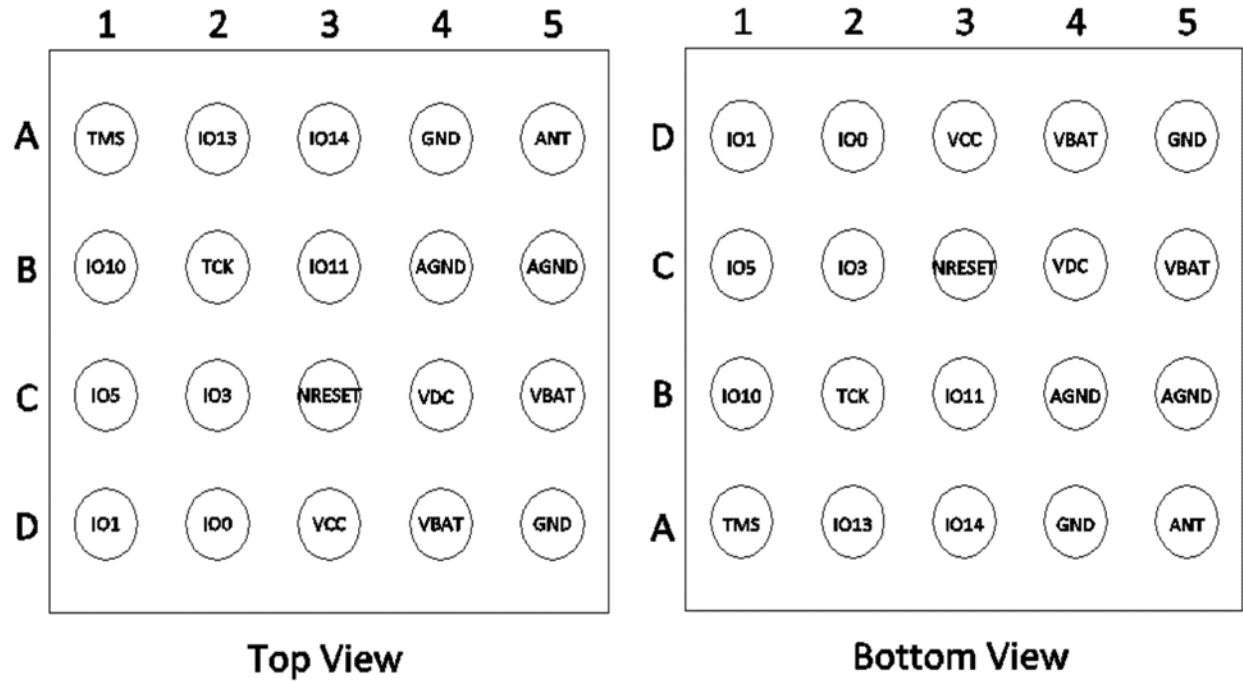 1 2 3 4 5
A TMS IO13 IO14 GND ANT
B IO10 TCK IO11 AGND AGND
C IO5 IO3 NRESET VDC VBAT
D IO1 IO0 VCC VBAT GND
Top View
1 2 3 4 5
D IO1 IO0 VCC VBAT GND
C IO5 IO3 NRESET VDC VBAT
B IO10 TCK IO11 AGND AGND
A TMS IO13 IO14 GND ANT
Bottom View